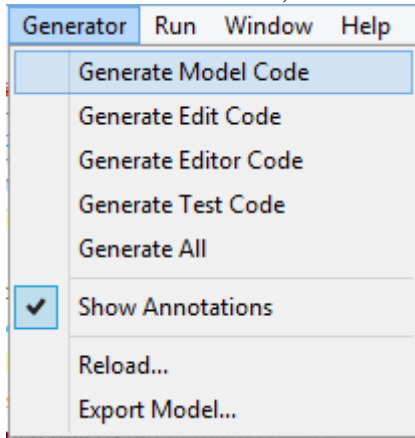 Generator Run Window Help
Generate Model Code
Generate Edit Code
Generate Editor Code
Generate Test Code
Generate All
Show Annotations
Reload...
Export Model...